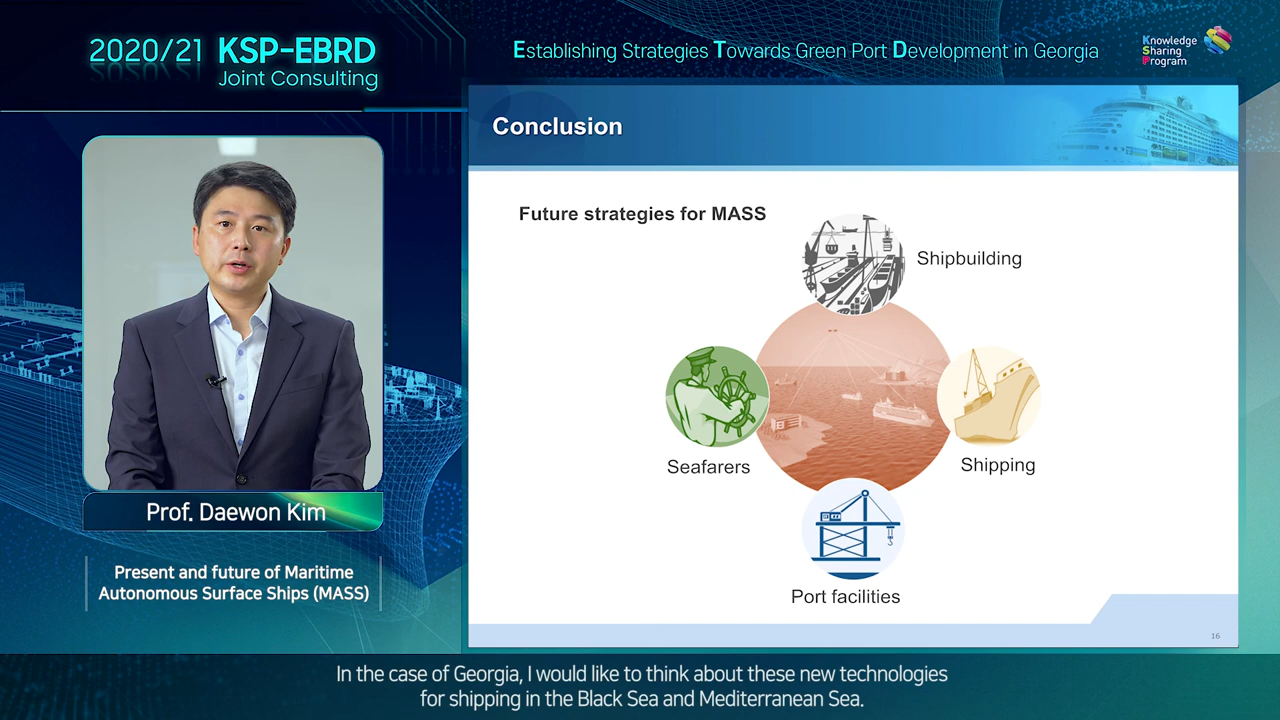 2020/21 KSP-EBRD
Joint Consulting
Establishing Strategies Towards Green Port Development in Georgia
Knowledge
Sharing
Program
Conclusion
Future strategies for MASS
Shipbuilding
Seafarers
Shipping
Port facilities
16
Prof. Daewon Kim
Present and future of Maritime
Autonomous Surface Ships (MASS)
In the case of Georgia, I would like to think about these new technologies
for shipping in the Black Sea and Mediterranean Sea.